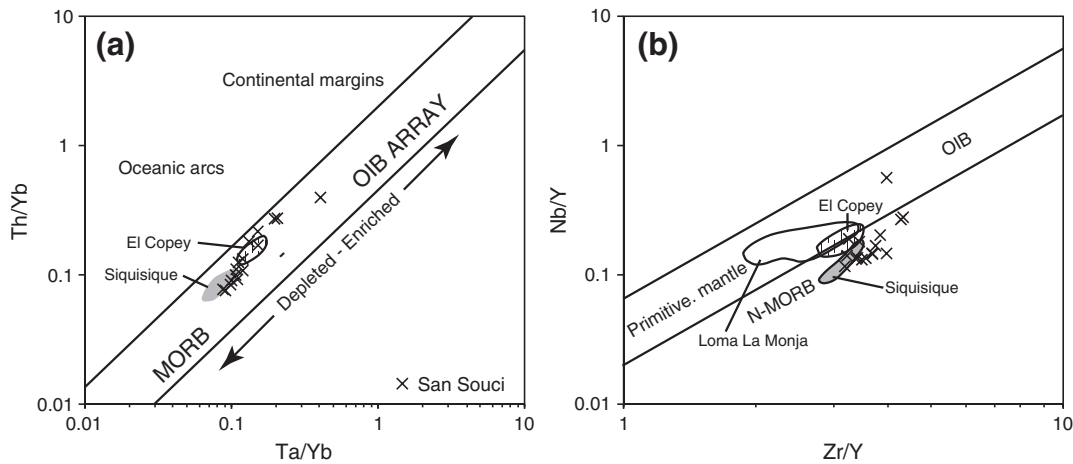 (a)
10
1
0.1
0.01
Th/Yb
Continental margins
Oceanic arcs
OIB ARRAY
El Copey
Siquisique
Depleted - Enriched
MORB
× San Souci
0.01
0.1
1
10
Ta/Yb
(b)
10
1
0.1
0.01
Nb/Y
OIB
El Copey
Primitive. mantle
N-MORB
Siquisique
Loma La Monja
1
10
Zr/Y